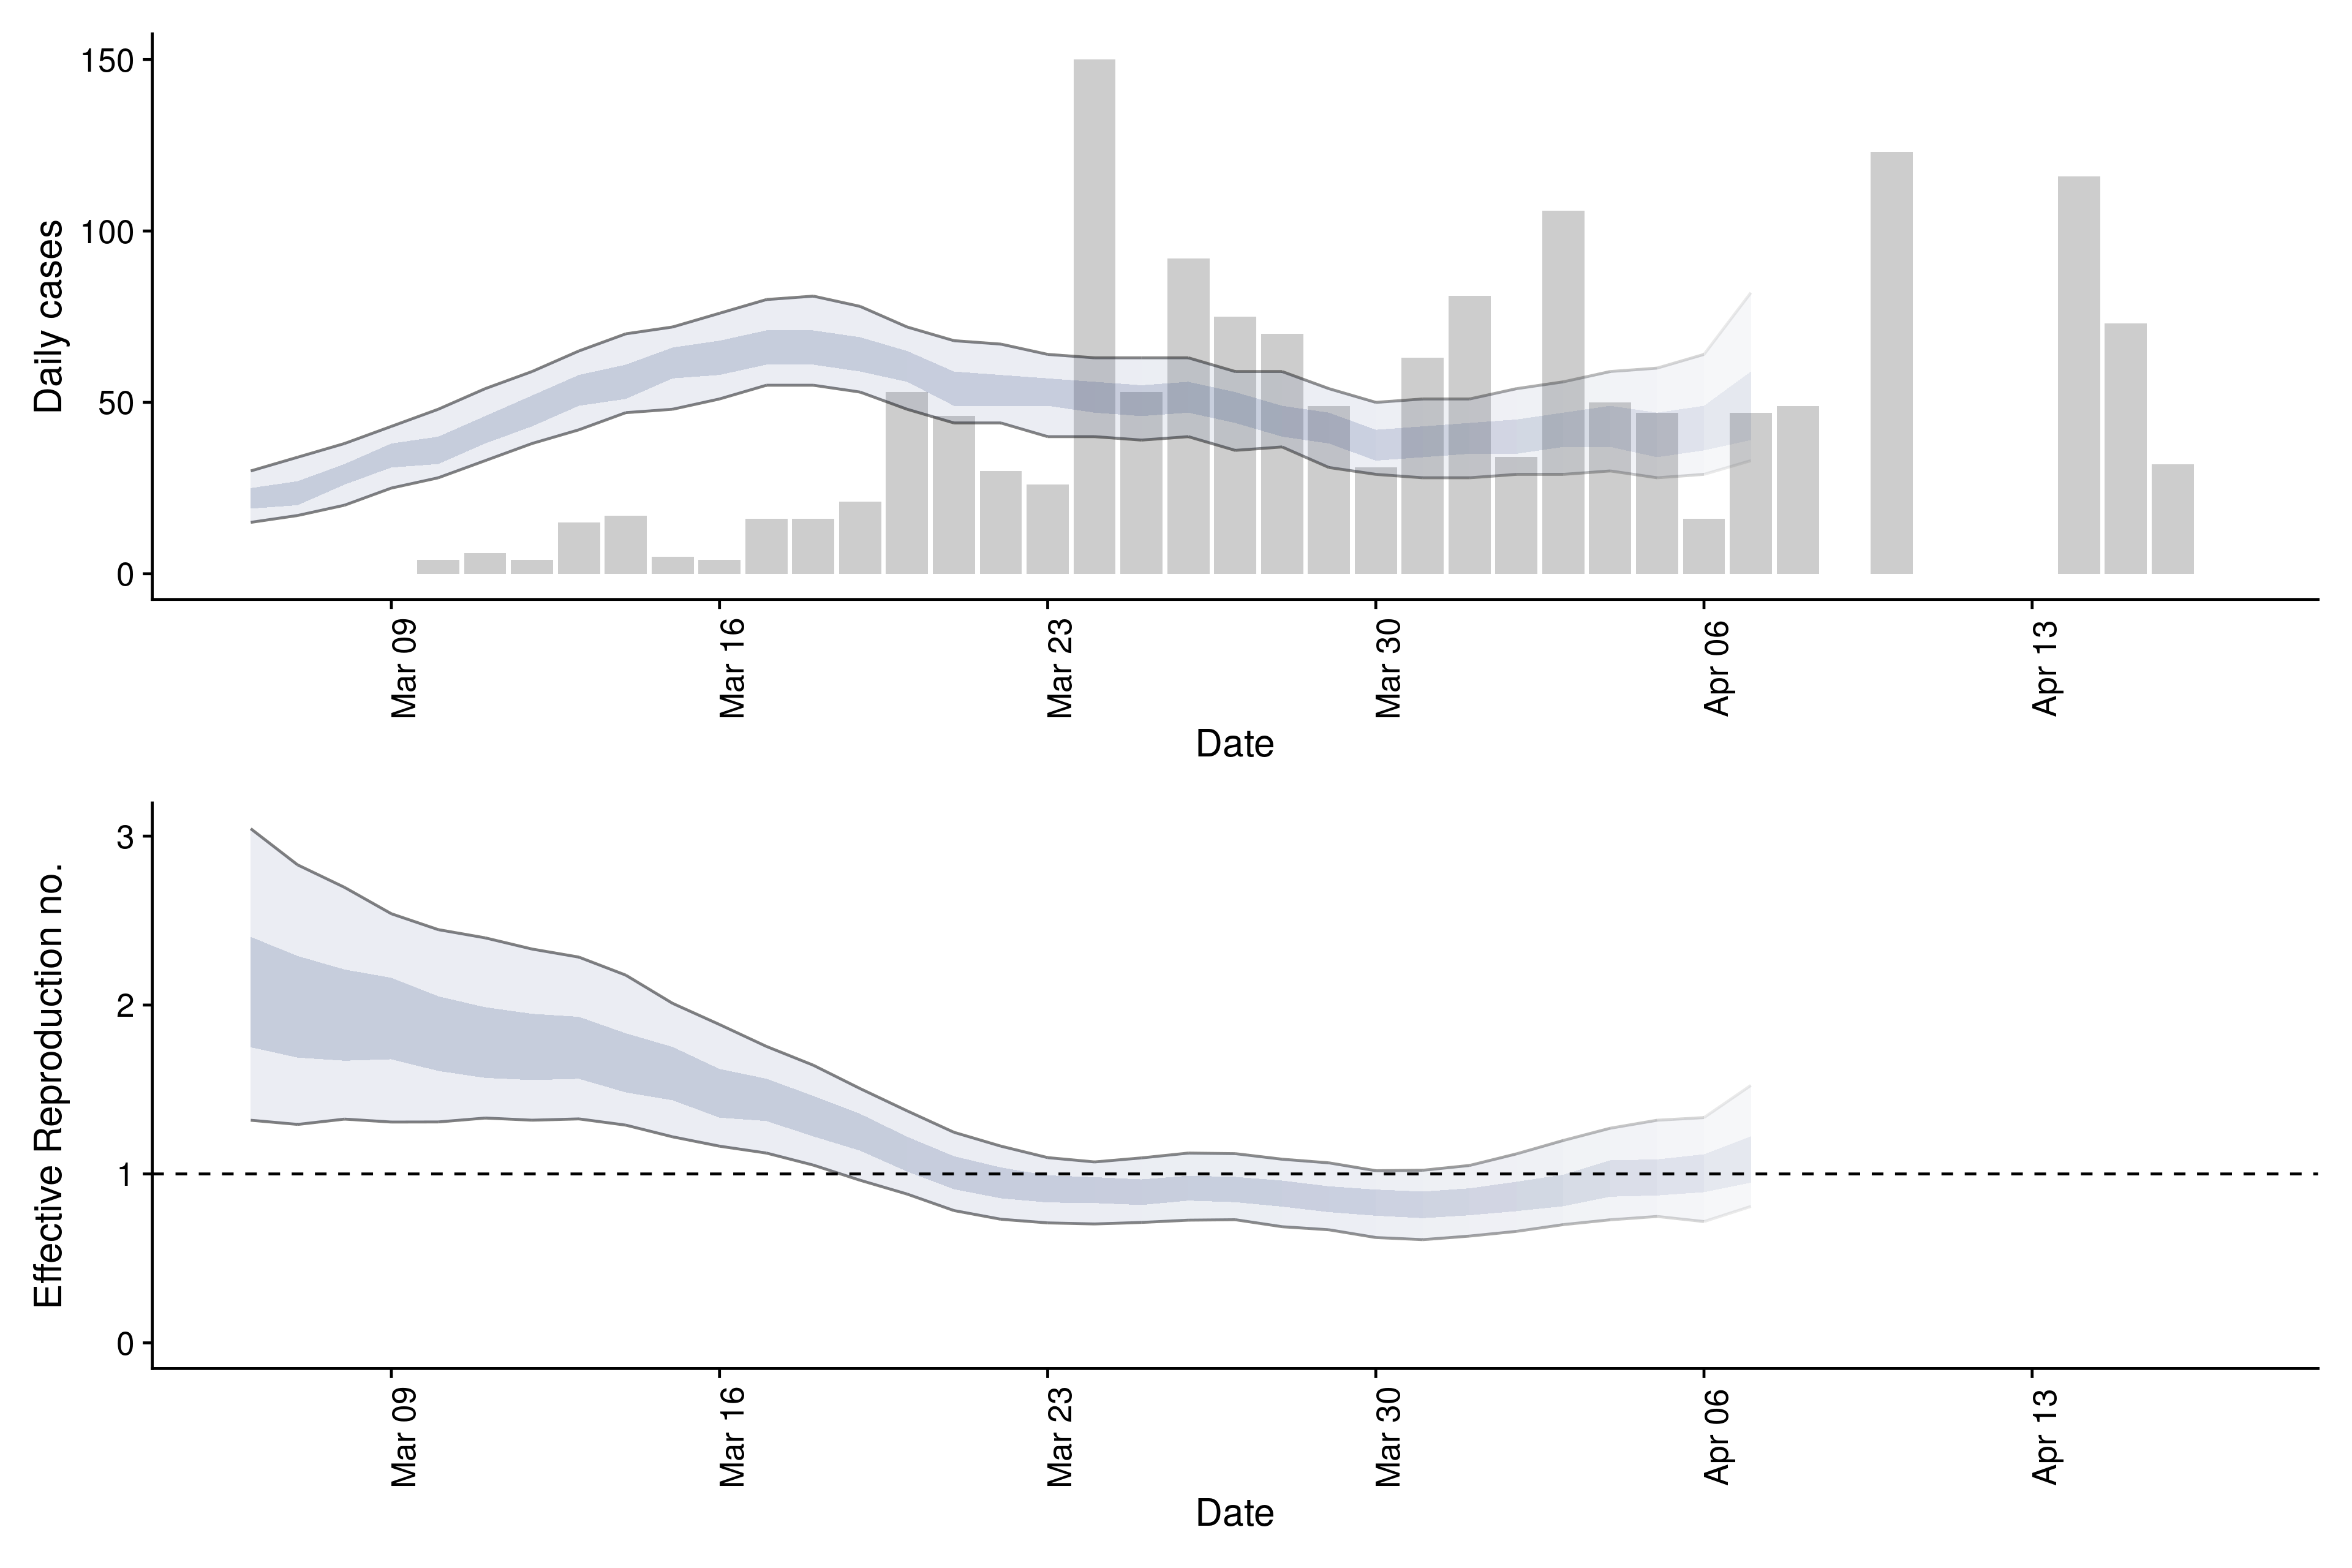 Daily cases
150
100
50
0
Mar 09
Mar 16
Mar 23
Mar 30
Apr 06
Apr 13
Date
Effective Reproduction no.
3
2
1
0
Mar 09
Mar 16
Mar 23
Mar 30
Apr 06
Apr 13
Date